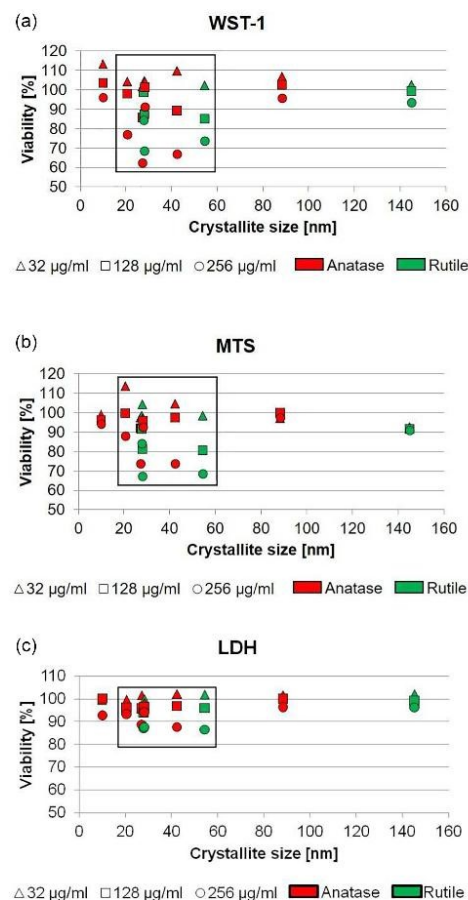 (a)
WST-1
Viability [%]
120
110
100
90
80
70
60
50
0 20 40 60 80 100 120 140 160
Crystallite size [nm]
32 µg/ml 128 µg/ml 256 µg/ml Anatase Rutile
(b)
MTS
Viability [%]
120
110
100
90
80
70
60
50
0 20 40 60 80 100 120 140 160
Crystallite size [nm]
32 µg/ml 128 µg/ml 256 µg/ml Anatase Rutile
(c)
LDH
Viability [%]
110
100
90
80
70
60
50
0 20 40 60 80 100 120 140 160
Crystallite size [nm]
32 µg/ml 128 µg/ml 256 µg/ml Anatase Rutile